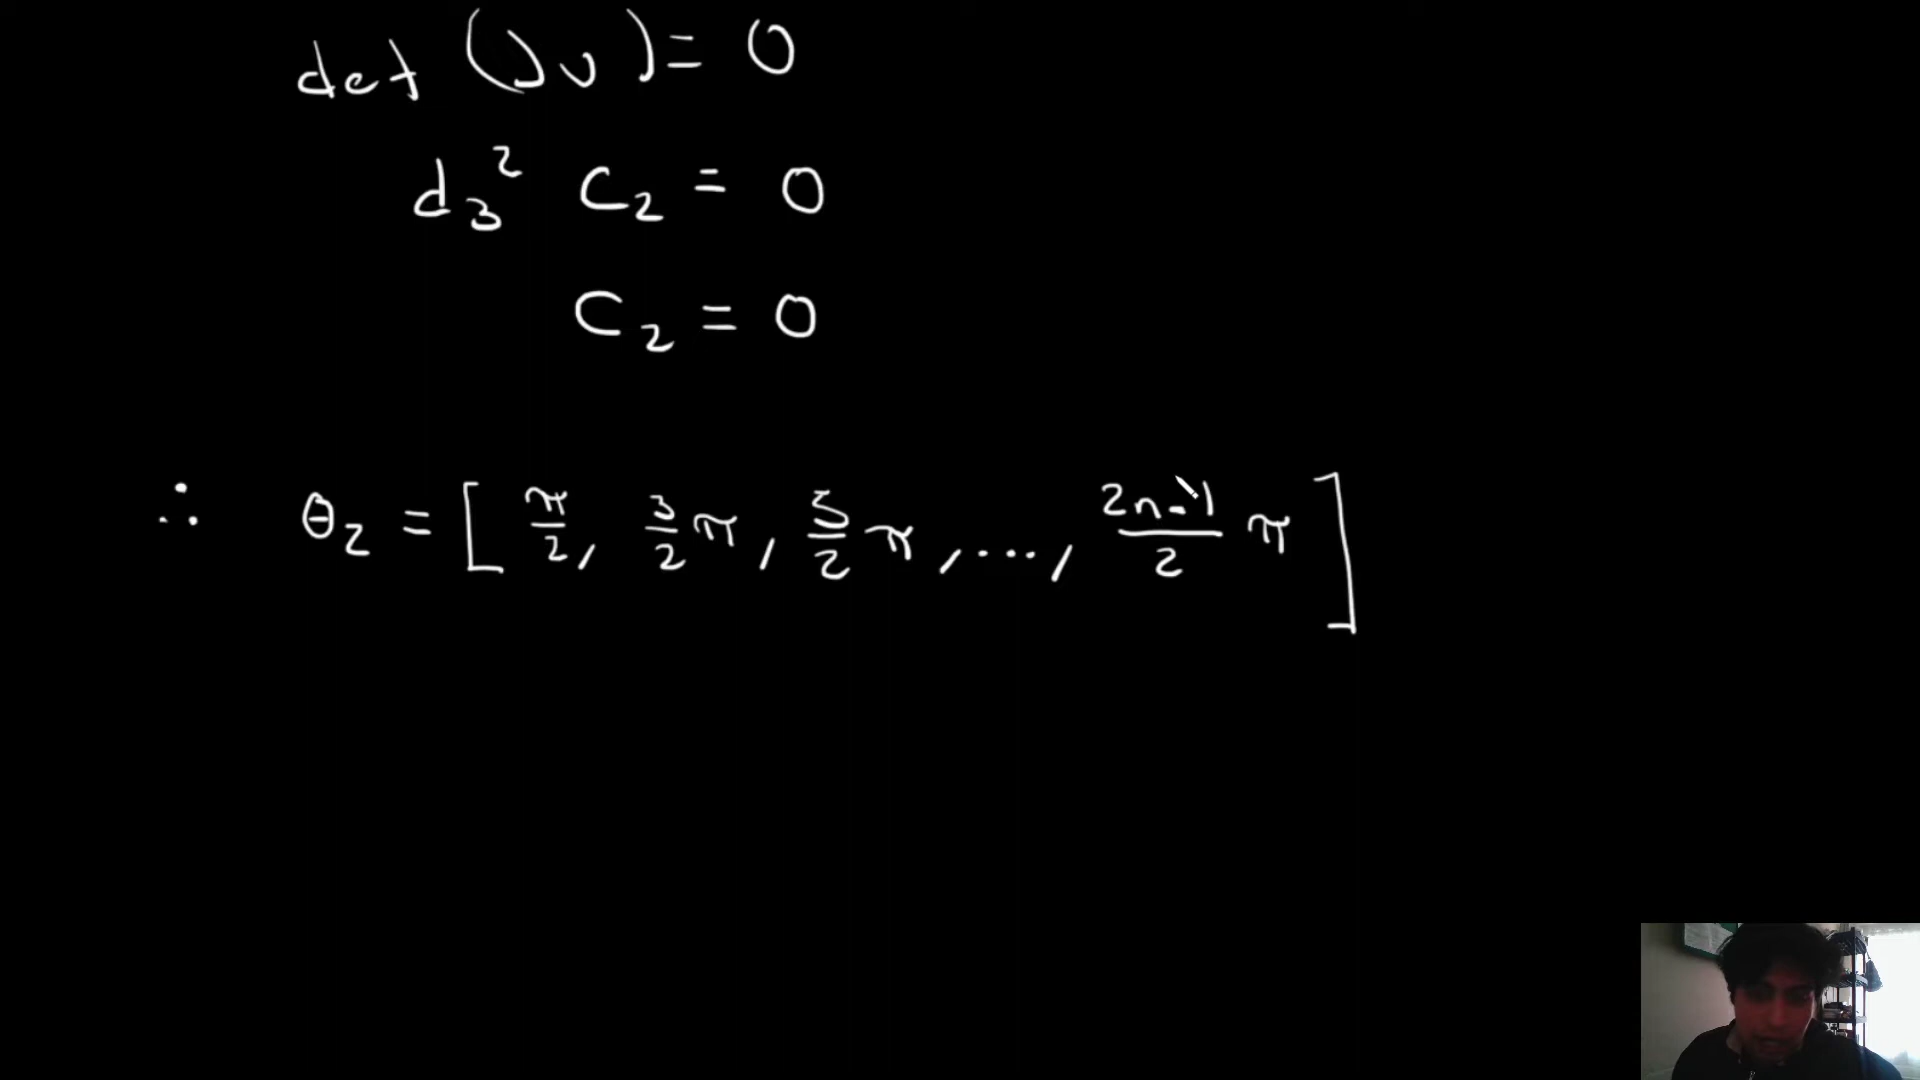 det (Jv) = 0
d₃² C₂ = 0
C₂ = 0
∴ θ₂ = [ π/2, 3/2 π, 5/2 π, ..., 2n-1/2 π ]